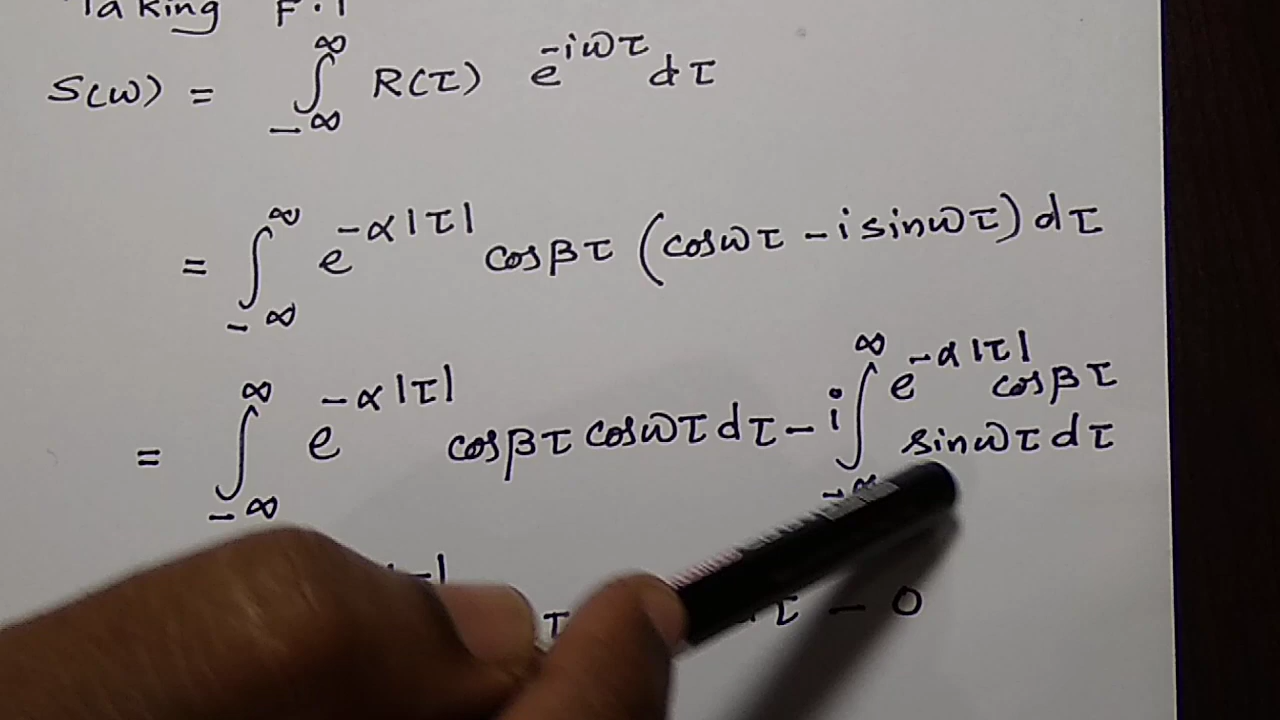 Taking F.T
S(ω) = ∫_{-∞}^{∞} R(τ) e^{-iωτ} dτ
= ∫_{-∞}^{∞} e^{-α|τ|} cosβτ (cosωτ - i sinωτ) dτ
= ∫_{-∞}^{∞} e^{-α|τ|} cosβτ cosωτ dτ - i ∫_{-∞}^{∞} e^{-α|τ|} cosβτ sinωτ dτ
τ - 0